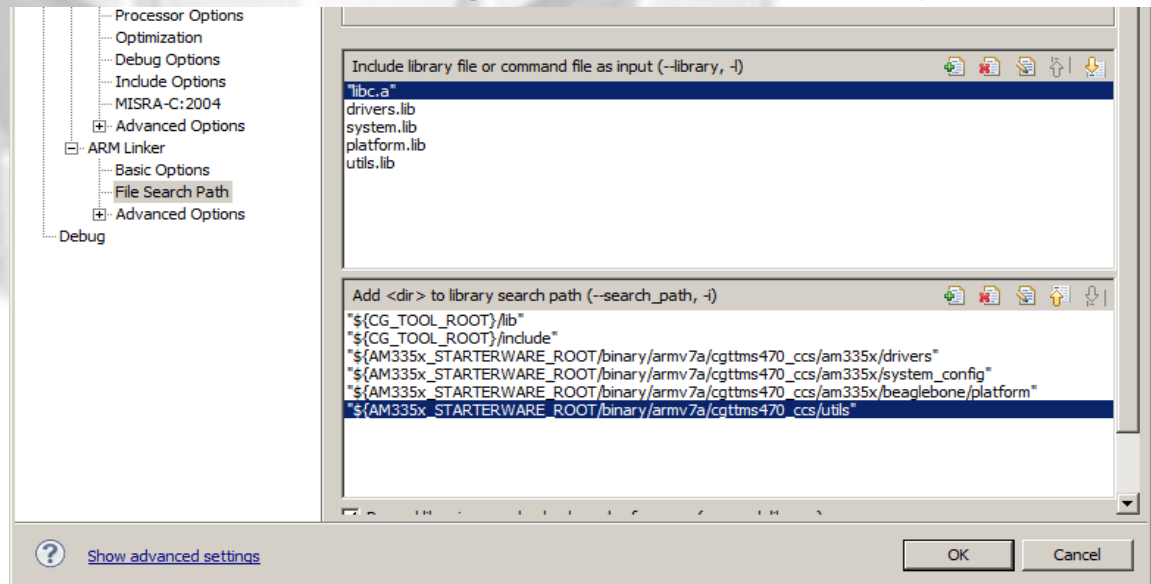 Processor Options
Optimization
Debug Options
Include Options
MISRA-C:2004
Advanced Options
ARM Linker
Basic Options
File Search Path
Advanced Options
Debug
Include library file or command file as input (--library, -l)
"libc.a"
drivers.lib
system.lib
platform.lib
utils.lib
Add <dir> to library search path (--search_path, -i)
"${CG_TOOL_ROOT}/lib"
"${CG_TOOL_ROOT}/include"
"${AM335x_STARTERWARE_ROOT/binary/armv7a/cgttms470_ccs/am335x/drivers"
"${AM335x_STARTERWARE_ROOT/binary/armv7a/cgttms470_ccs/am335x/system_config"
"${AM335x_STARTERWARE_ROOT/binary/armv7a/cgttms470_ccs/am335x/beaglebone/platform"
"${AM335x_STARTERWARE_ROOT/binary/armv7a/cgttms470_ccs/utils"
Show advanced settings
OK
Cancel